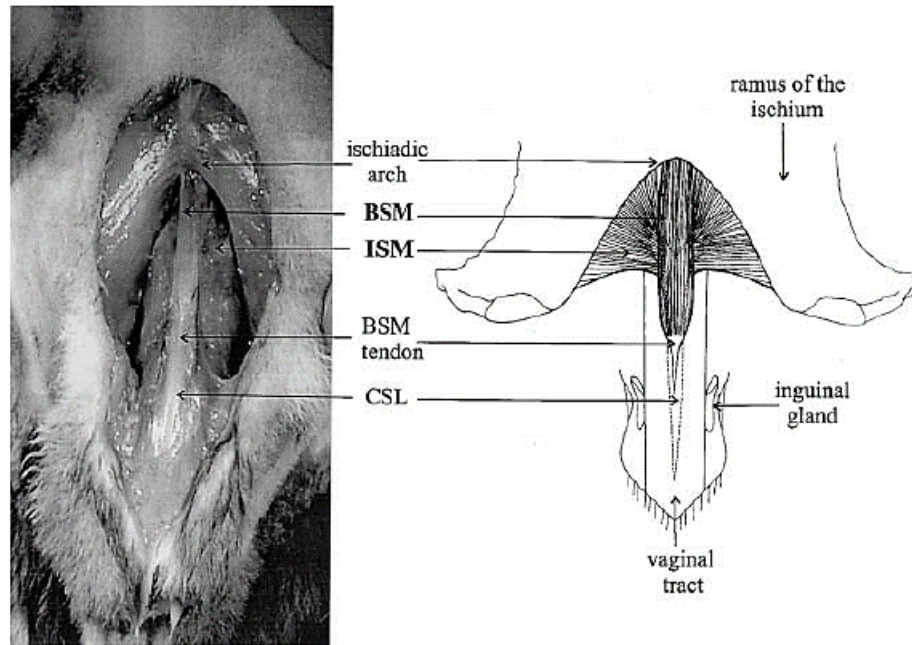 ramus of the
ischium
ischiadic
arch
BSM
ISM
BSM
tendon
CSL
inguinal
gland
vaginal
tract